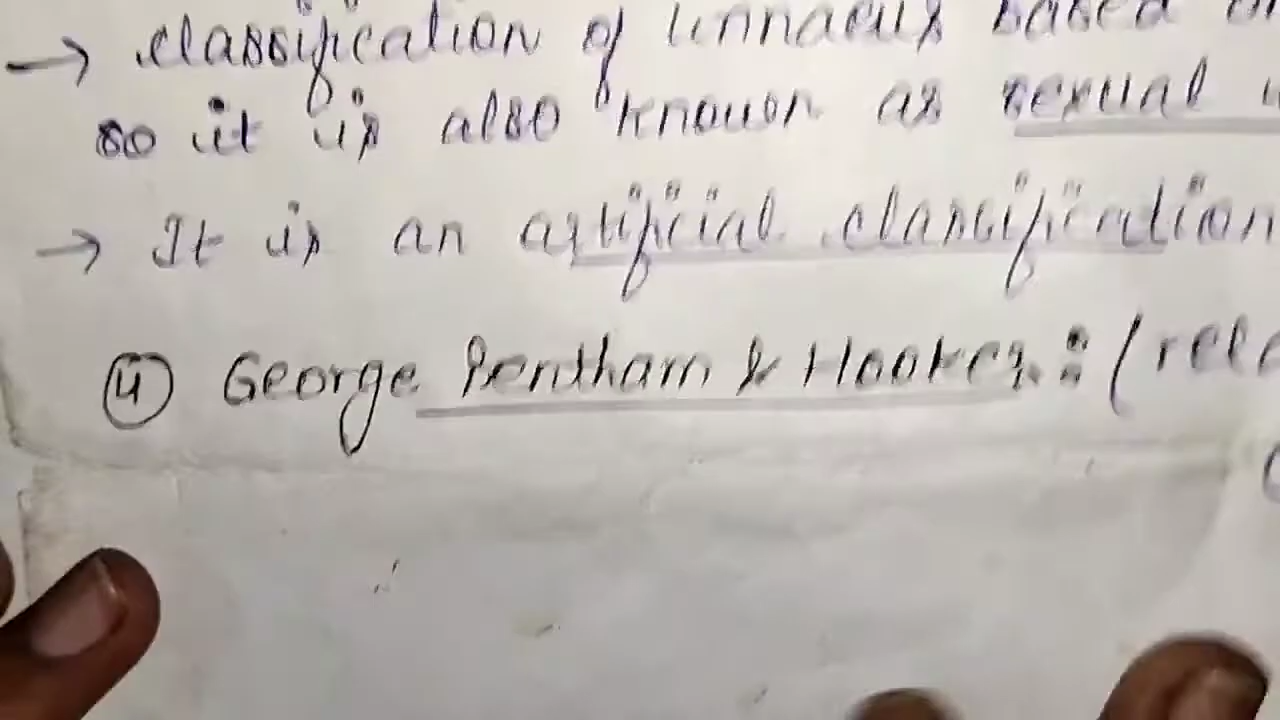 → classification of linnaeus based
so it is also known as sexual
→ It is an artificial classification
④ George Bentham & Hooker : (